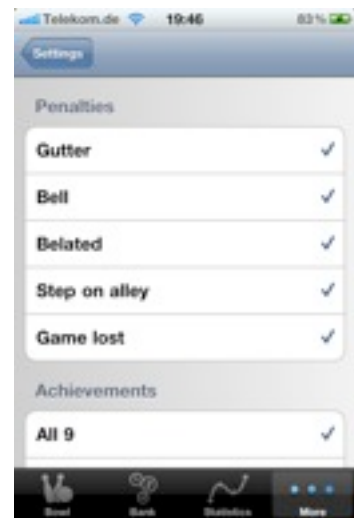 Telekom.de 19:46 83 %
Settings
Penalties
Gutter
Bell
Belated
Step on alley
Game lost
Achievements
All 9
Bowl Bank Statistics More